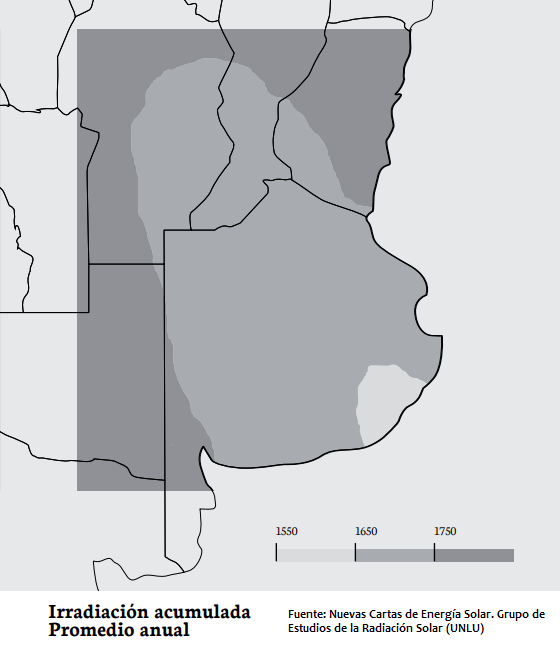 1550 1650 1750
Irradiación acumulada
Promedio anual
Fuente: Nuevas Cartas de Energía Solar. Grupo de
Estudios de la Radiación Solar (UNLU)